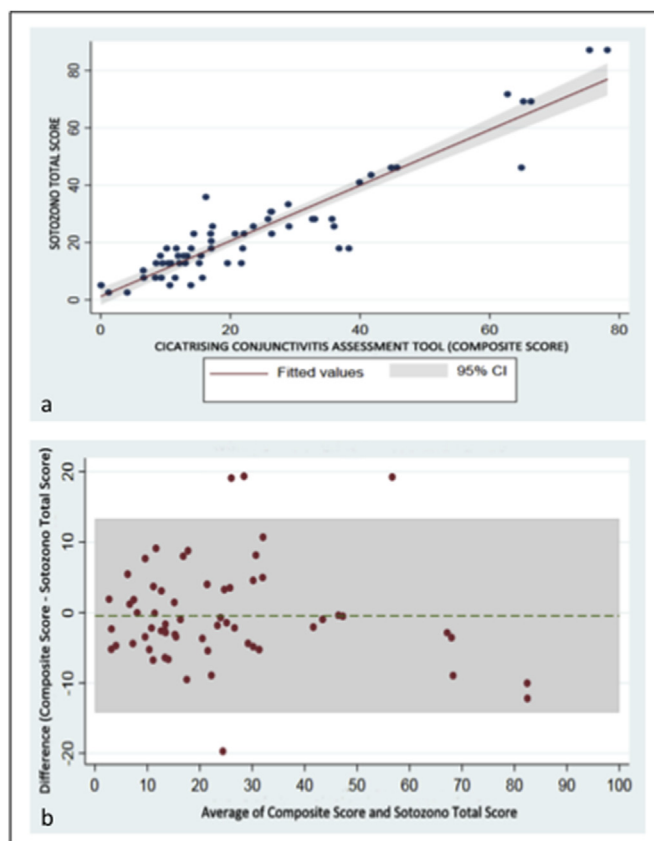 80
60
40
20
0
SOTOZONO TOTAL SCORE
0 20 40 60 80
CICATRISING CONJUNCTIVITIS ASSESSMENT TOOL (COMPOSITE SCORE)
Fitted values 95% CI
a
20
10
0
-10
-20
Difference (Composite Score - Sotozono Total Score)
0 10 20 30 40 50 60 70 80 90 100
Average of Composite Score and Sotozono Total Score
b